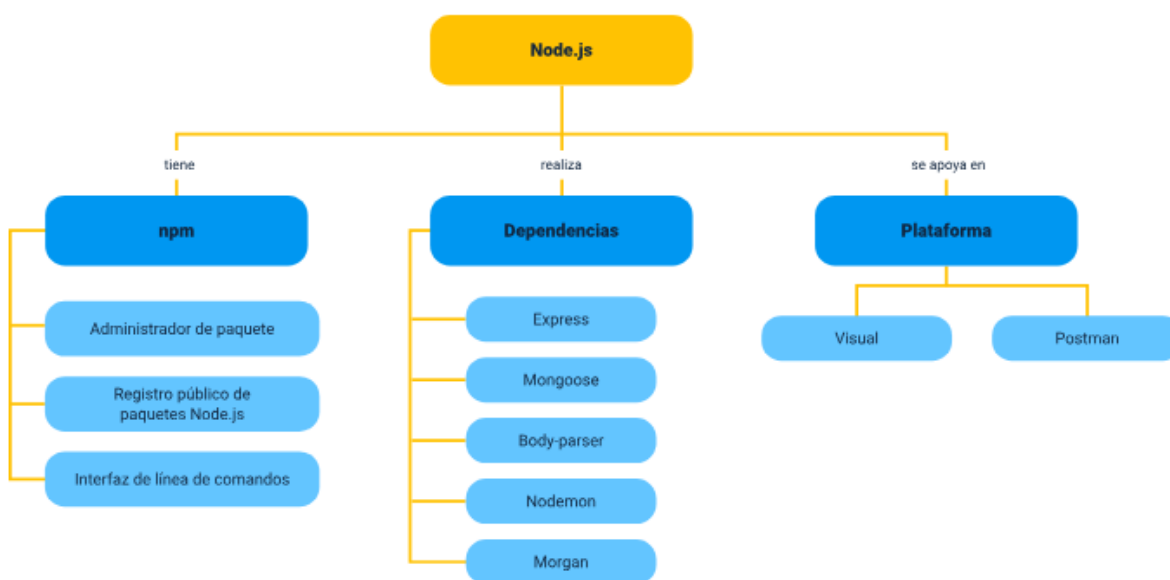 Node.js
tiene
realiza
se apoya en
npm
Dependencias
Plataforma
Administrador de paquete
Registro público de
paquetes Node.js
Interfaz de línea de comandos
Express
Mongoose
Body-parser
Nodemon
Morgan
Visual
Postman